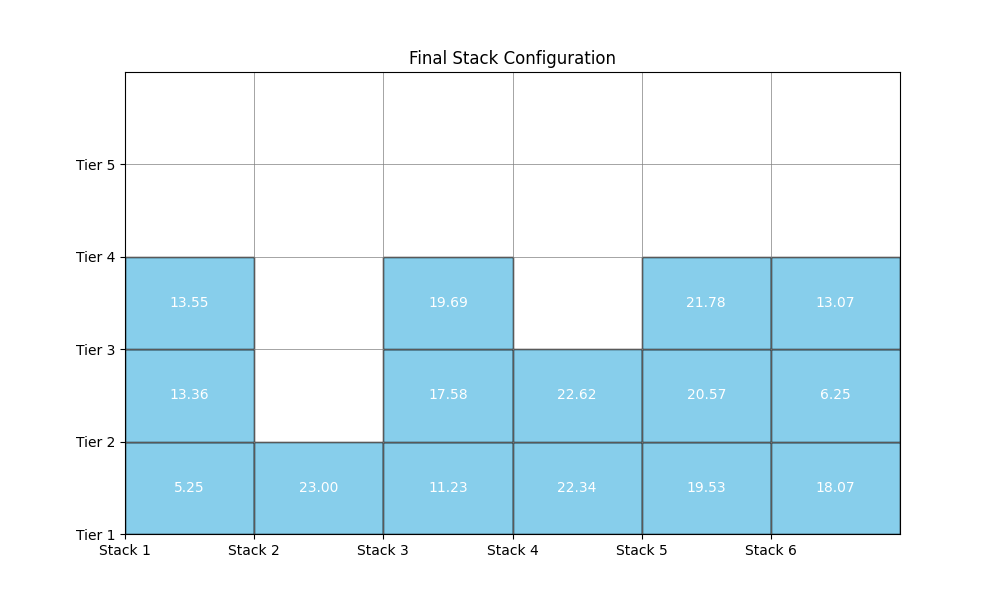 Final Stack Configuration
Tier 5
Tier 4
13.55 19.69 21.78 13.07
Tier 3
13.36 17.58 22.62 20.57 6.25
Tier 2
5.25 23.00 11.23 22.34 19.53 18.07
Tier 1
Stack 1 Stack 2 Stack 3 Stack 4 Stack 5 Stack 6